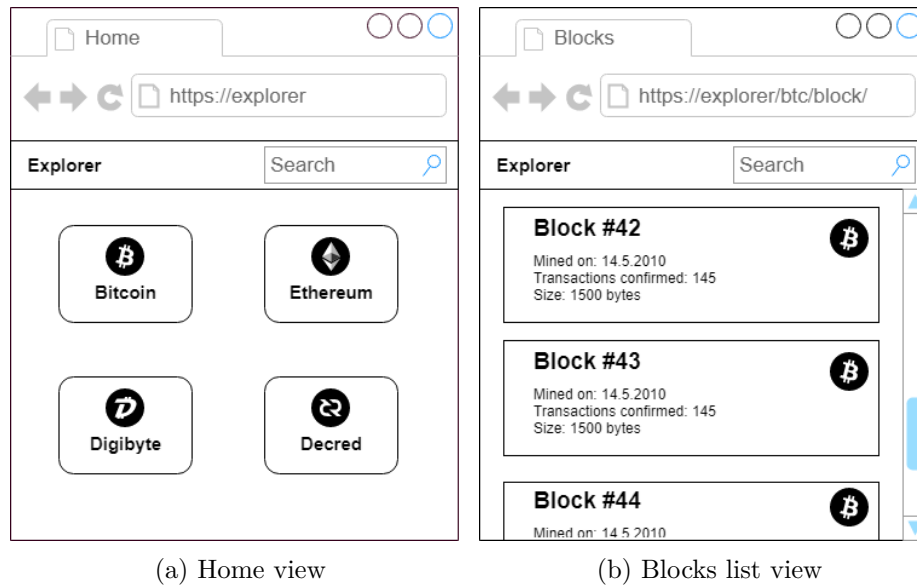 Home
https://explorer
Explorer
Search
Bitcoin
Ethereum
Digibyte
Decred
(a) Home view
Blocks
https://explorer/btc/block/
Explorer
Search
Block #42
Mined on: 14.5.2010
Transactions confirmed: 145
Size: 1500 bytes
Block #43
Mined on: 14.5.2010
Transactions confirmed: 145
Size: 1500 bytes
Block #44
Mined on: 14.5.2010
(b) Blocks list view